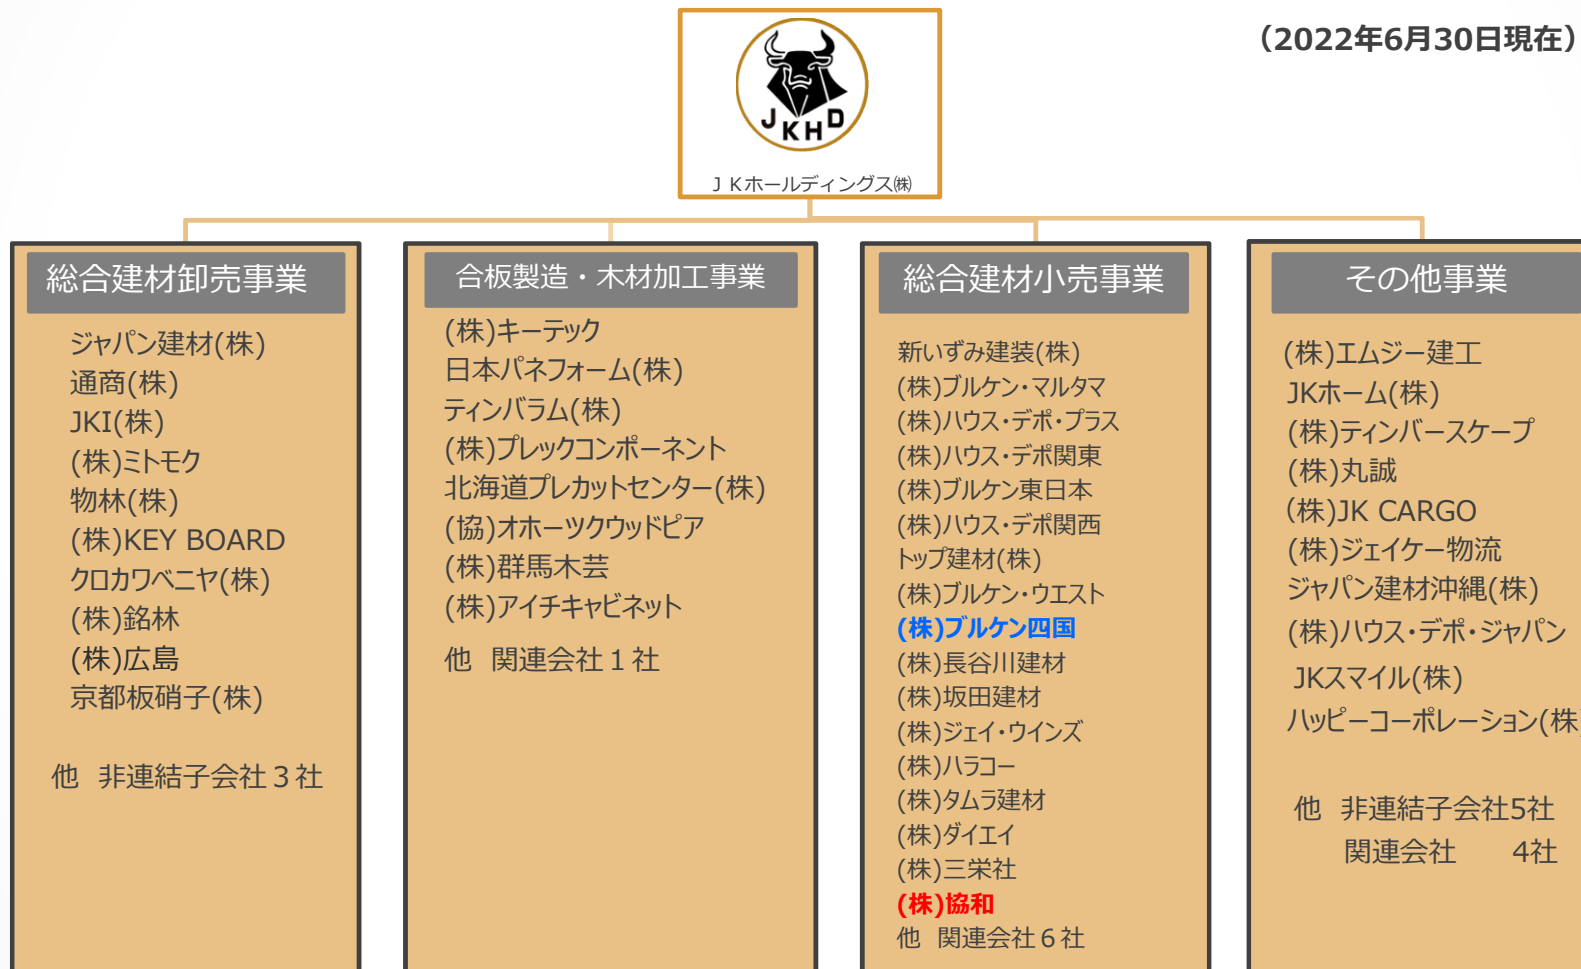 （2022年6月30日現在）
JKHD
ＪＫホールディングス㈱
総合建材卸売事業
ジャパン建材(株)
通商(株)
JKI(株)
(株)ミトモク
物林(株)
(株)KEY BOARD
クロカワベニヤ(株)
(株)銘林
(株)広島
京都板硝子(株)
他 非連結子会社３社
合板製造・木材加工事業
(株)キーテック
日本パネフォーム(株)
ティンバラム(株)
(株)プレックコンポーネント
北海道プレカットセンター(株)
(協)オホーツクウッドピア
(株)群馬木芸
(株)アイチキャビネット
他 関連会社１社
総合建材小売事業
新いずみ建装(株)
(株)ブルケン・マルタマ
(株)ハウス・デポ・プラス
(株)ハウス・デポ関東
(株)ブルケン東日本
(株)ハウス・デポ関西
トップ建材(株)
(株)ブルケン・ウエスト
(株)ブルケン四国
(株)長谷川建材
(株)坂田建材
(株)ジェイ・ウインズ
(株)ハラコー
(株)タムラ建材
(株)ダイエイ
(株)三栄社
(株)協和
他 関連会社６社
その他事業
(株)エムジー建工
JKホーム(株)
(株)ティンバースケープ
(株)丸誠
(株)JK CARGO
(株)ジェイケー物流
ジャパン建材沖縄(株)
(株)ハウス・デポ・ジャパン
JKスマイル(株)
ハッピーコーポレーション(株)
他 非連結子会社5社
関連会社 4社